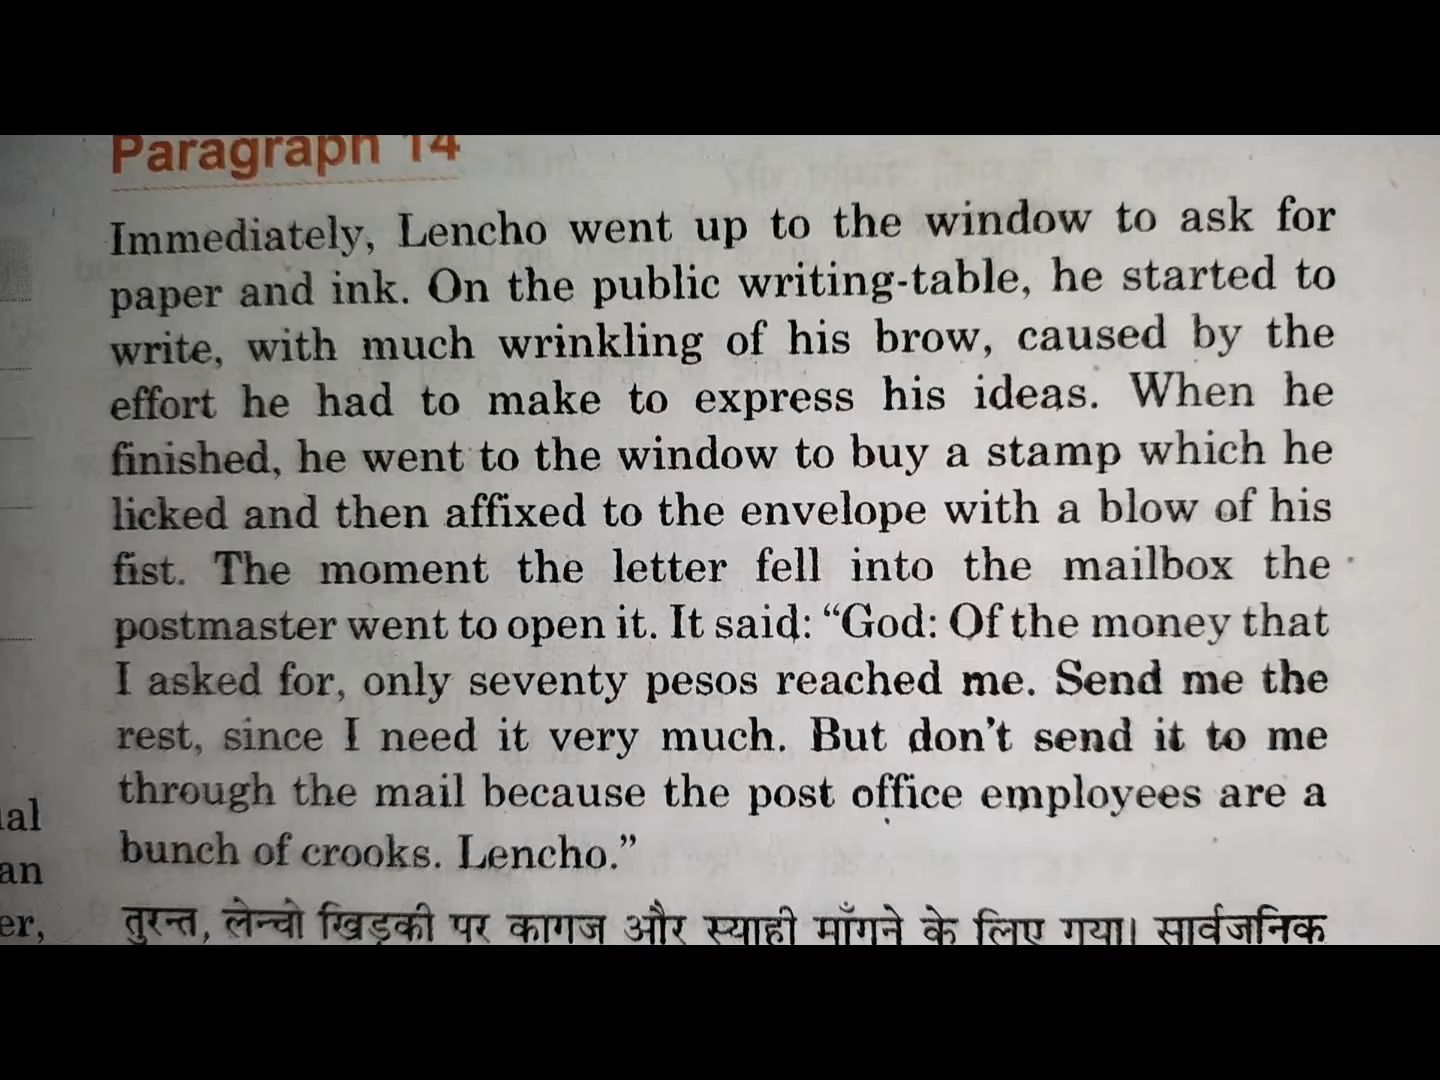 Paragraph 14
Immediately, Lencho went up to the window to ask for
paper and ink. On the public writing-table, he started to
write, with much wrinkling of his brow, caused by the
effort he had to make to express his ideas. When he
finished, he went to the window to buy a stamp which he
licked and then affixed to the envelope with a blow of his
fist. The moment the letter fell into the mailbox the
postmaster went to open it. It said: “God: Of the money that
I asked for, only seventy pesos reached me. Send me the
rest, since I need it very much. But don’t send it to me
through the mail because the post office employees are a
bunch of crooks. Lencho.”
तुरन्त, लेन्चो खिड़की पर कागज और स्याही माँगने के लिए गया। सार्वजनिक
an
er,